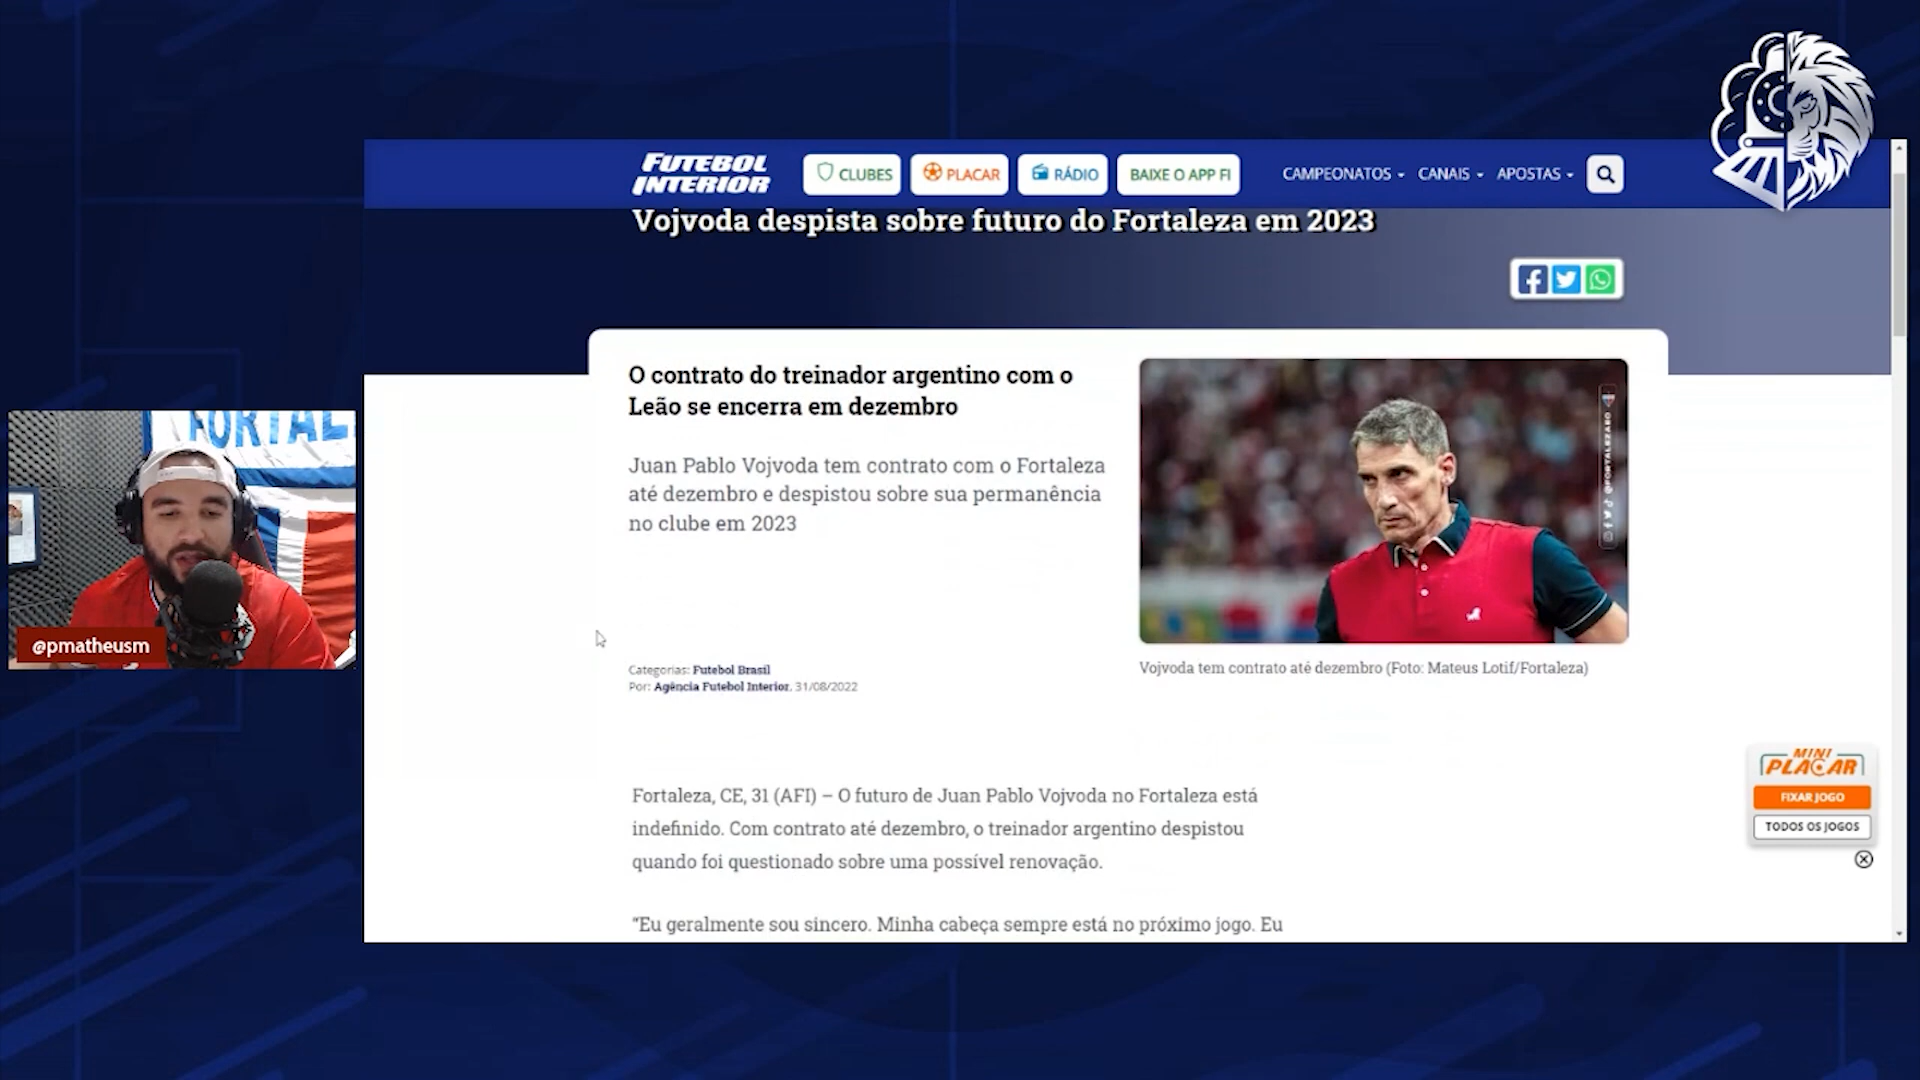 FUTEBOL
INTERIOR
CLUBES
PLACAR
RÁDIO
BAIXE O APP FI
CAMPEONATOS
CANAIS
APOSTAS
Vojvoda despista sobre futuro do Fortaleza em 2023
O contrato do treinador argentino com o
Leão se encerra em dezembro
Juan Pablo Vojvoda tem contrato com o Fortaleza
até dezembro e despistou sobre sua permanência
no clube em 2023
Categorias: Futebol Brasil
Por: Agência Futebol Interior, 31/08/2022
@FORTALEZAEC
Vojvoda tem contrato até dezembro (Foto: Mateus Lotif/Fortaleza)
FORTAL
@pmatheusm
Fortaleza, CE, 31 (AFI) – O futuro de Juan Pablo Vojvoda no Fortaleza está
indefinido. Com contrato até dezembro, o treinador argentino despistou
quando foi questionado sobre uma possível renovação.
“Eu geralmente sou sincero. Minha cabeça sempre está no próximo jogo. Eu
MINI
PLACAR
FIXAR JOGO
TODOS OS JOGOS